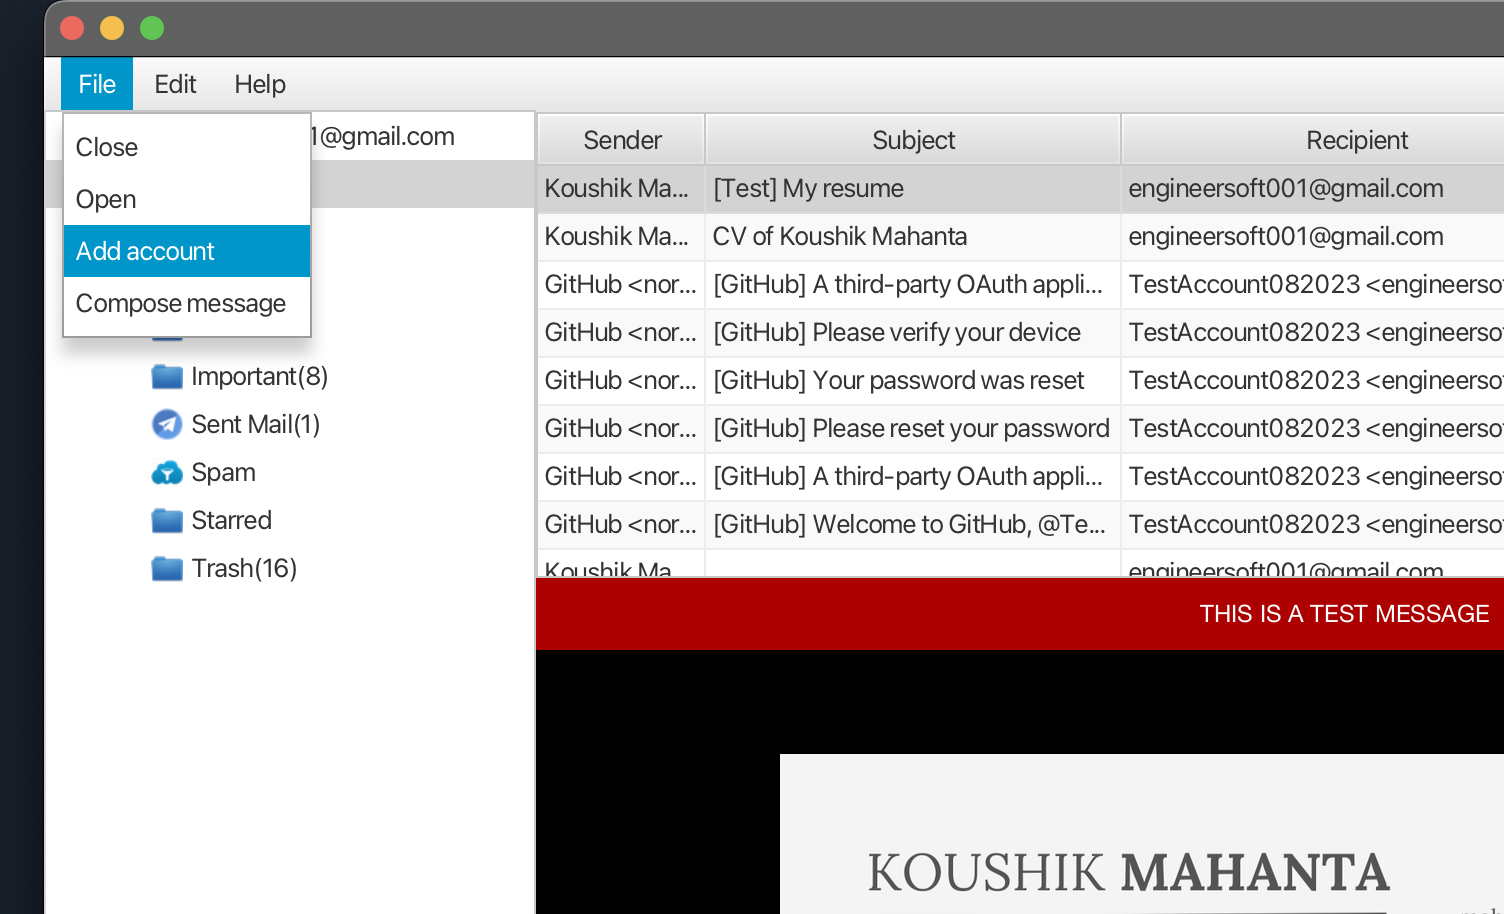 File Edit Help
1@gmail.com
Close
Open
Add account
Compose message
Important(8)
Sent Mail(1)
Spam
Starred
Trash(16)
Sender Subject Recipient
Koushik Ma... [Test] My resume engineersoft001@gmail.com
Koushik Ma... CV of Koushik Mahanta engineersoft001@gmail.com
GitHub <nor... [GitHub] A third-party OAuth appli... TestAccount082023 <engineerso
GitHub <nor... [GitHub] Please verify your device TestAccount082023 <engineerso
GitHub <nor... [GitHub] Your password was reset TestAccount082023 <engineerso
GitHub <nor... [GitHub] Please reset your password TestAccount082023 <engineerso
GitHub <nor... [GitHub] A third-party OAuth appli... TestAccount082023 <engineerso
GitHub <nor... [GitHub] Welcome to GitHub, @Te... TestAccount082023 <engineerso
Koushik Ma engineersoft001@gmail.com
THIS IS A TEST MESSAGE
KOUSHIK MAHANTA